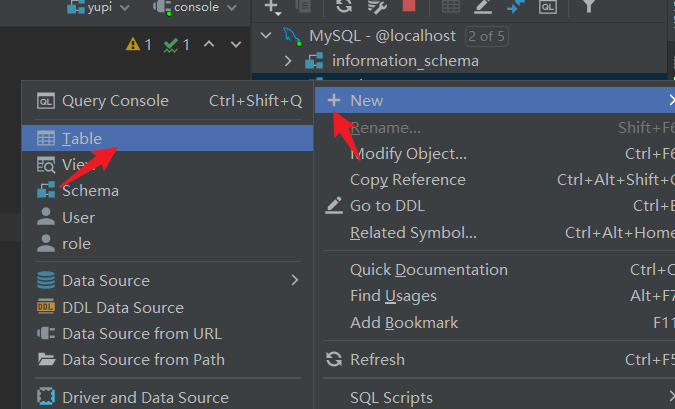 yupi console
1 1
MySQL - @localhost 2 of 5
information_schema
Query Console Ctrl+Shift+Q
Table
View
Schema
User
role
Data Source
DDL Data Source
Data Source from URL
Data Source from Path
Driver and Data Source
New
Rename... Shift+F6
Modify Object... Ctrl+F6
Copy Reference Ctrl+Alt+Shift+C
Go to DDL Ctrl+B
Related Symbol... Ctrl+Alt+Home
Quick Documentation Ctrl+
Find Usages Alt+F7
Add Bookmark F11
Refresh Ctrl+F5
SQL Scripts